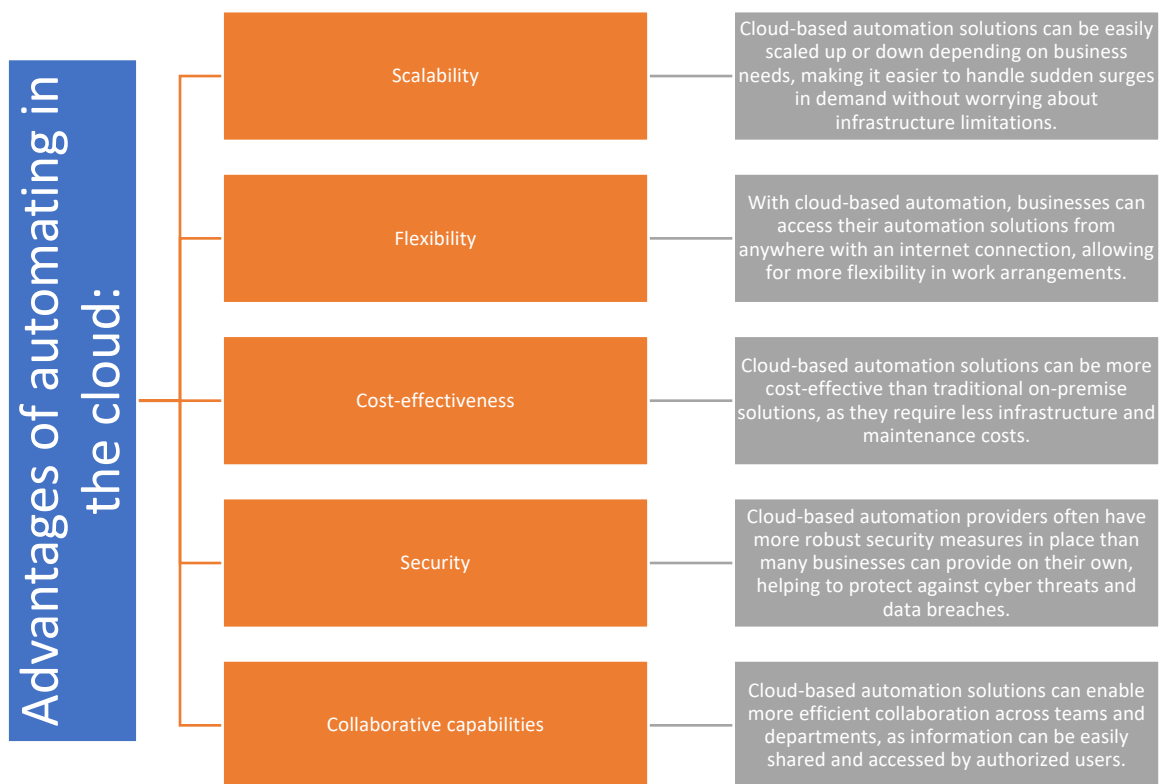 Advantages of automating in
the cloud:
Scalability
Cloud-based automation solutions can be easily
scaled up or down depending on business
needs, making it easier to handle sudden surges
in demand without worrying about
infrastructure limitations.
Flexibility
With cloud-based automation, businesses can
access their automation solutions from
anywhere with an internet connection, allowing
for more flexibility in work arrangements.
Cost-effectiveness
Cloud-based automation solutions can be more
cost-effective than traditional on-premise
solutions, as they require less infrastructure and
maintenance costs.
Security
Cloud-based automation providers often have
more robust security measures in place than
many businesses can provide on their own,
helping to protect against cyber threats and
data breaches.
Collaborative capabilities
Cloud-based automation solutions can enable
more efficient collaboration across teams and
departments, as information can be easily
shared and accessed by authorized users.